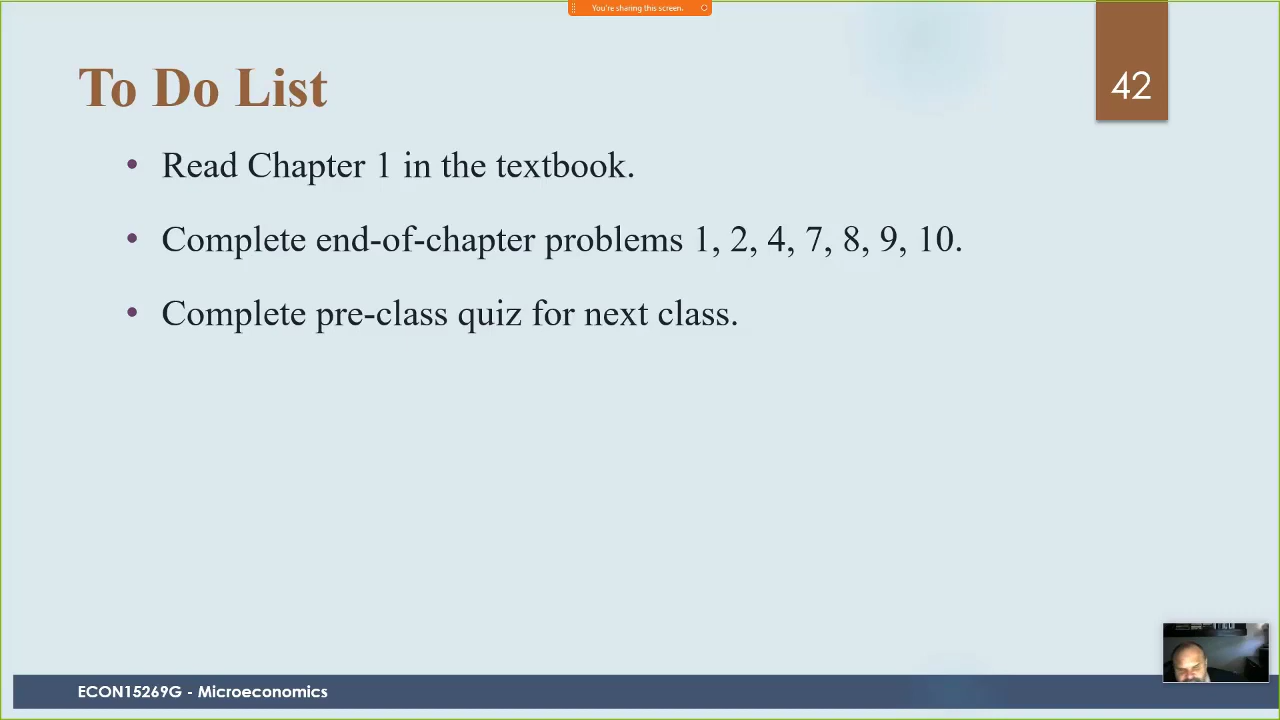 You're sharing this screen.
To Do List
42
• Read Chapter 1 in the textbook.
• Complete end-of-chapter problems 1, 2, 4, 7, 8, 9, 10.
• Complete pre-class quiz for next class.
ECON15269G - Microeconomics